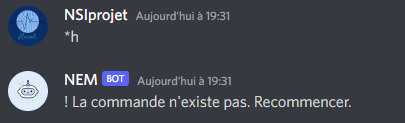 NSIprojet Aujourd'hui à 19:31
*h
NEM BOT Aujourd'hui à 19:31
! La commande n'existe pas. Recommencer.